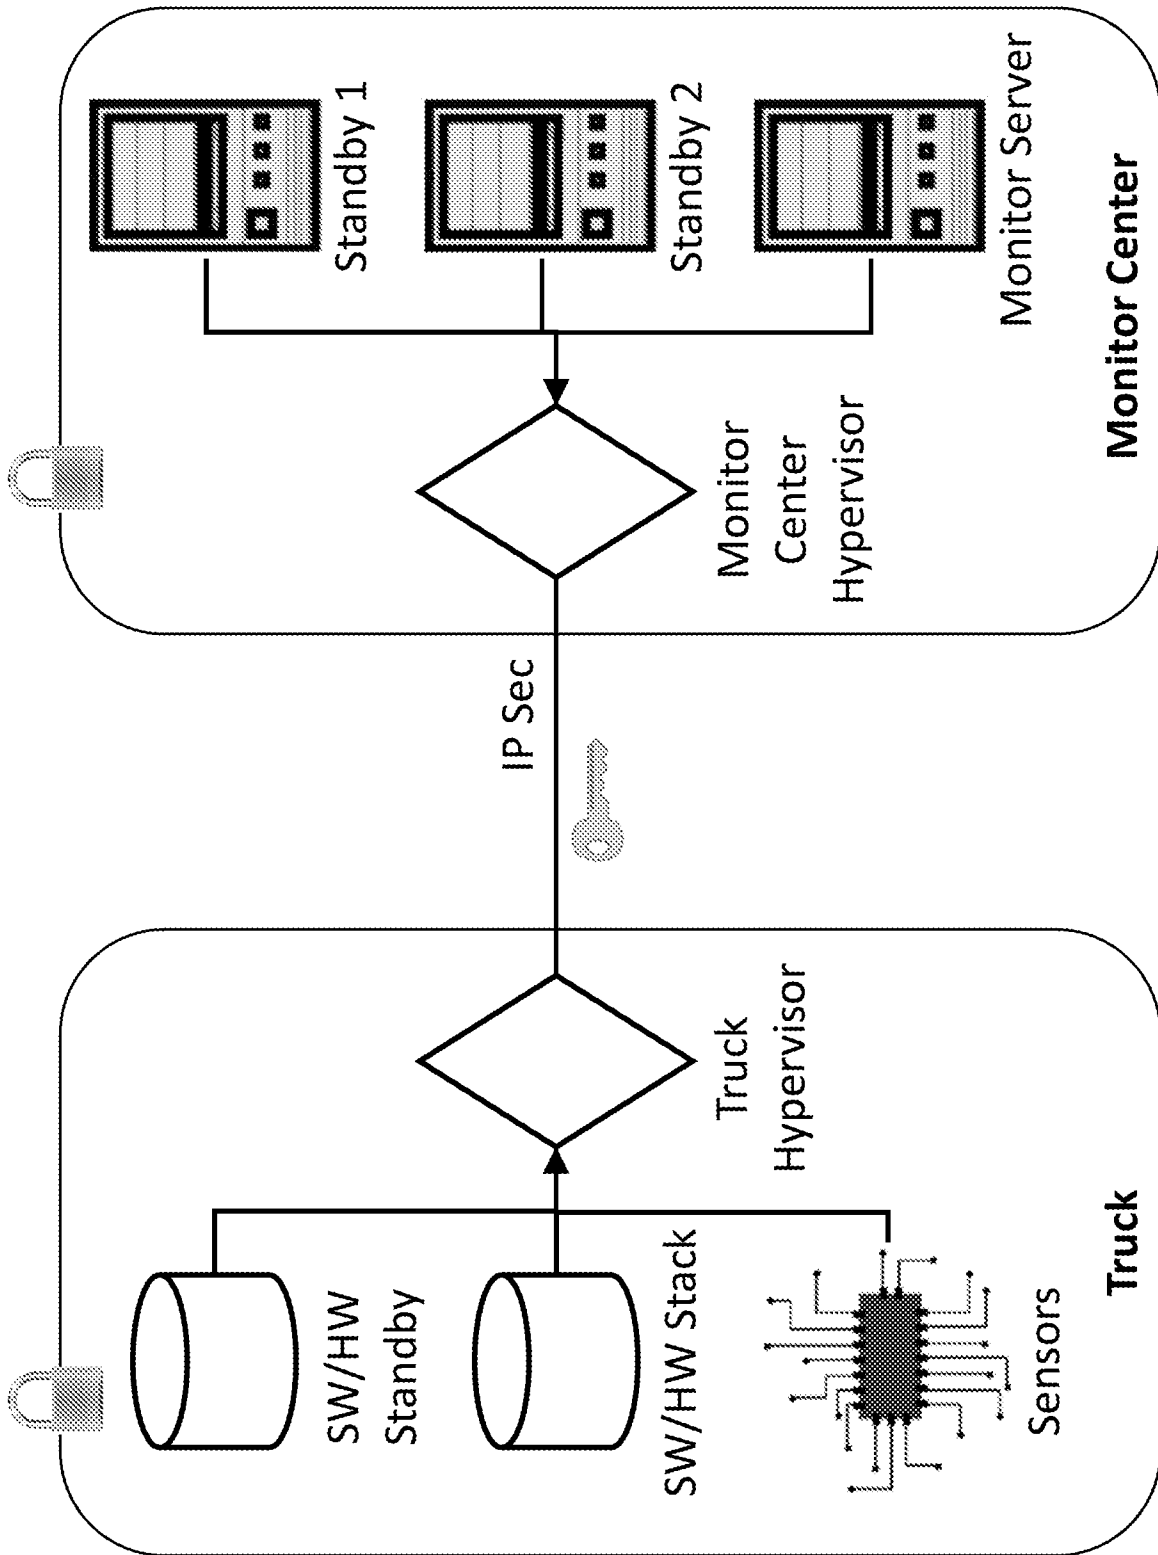 SW/HW
Standby
SW/HW Stack
Sensors
Truck
Hypervisor
Truck
IP Sec
Monitor
Center
Hypervisor
Standby 1
Standby 2
Monitor Server
Monitor Center